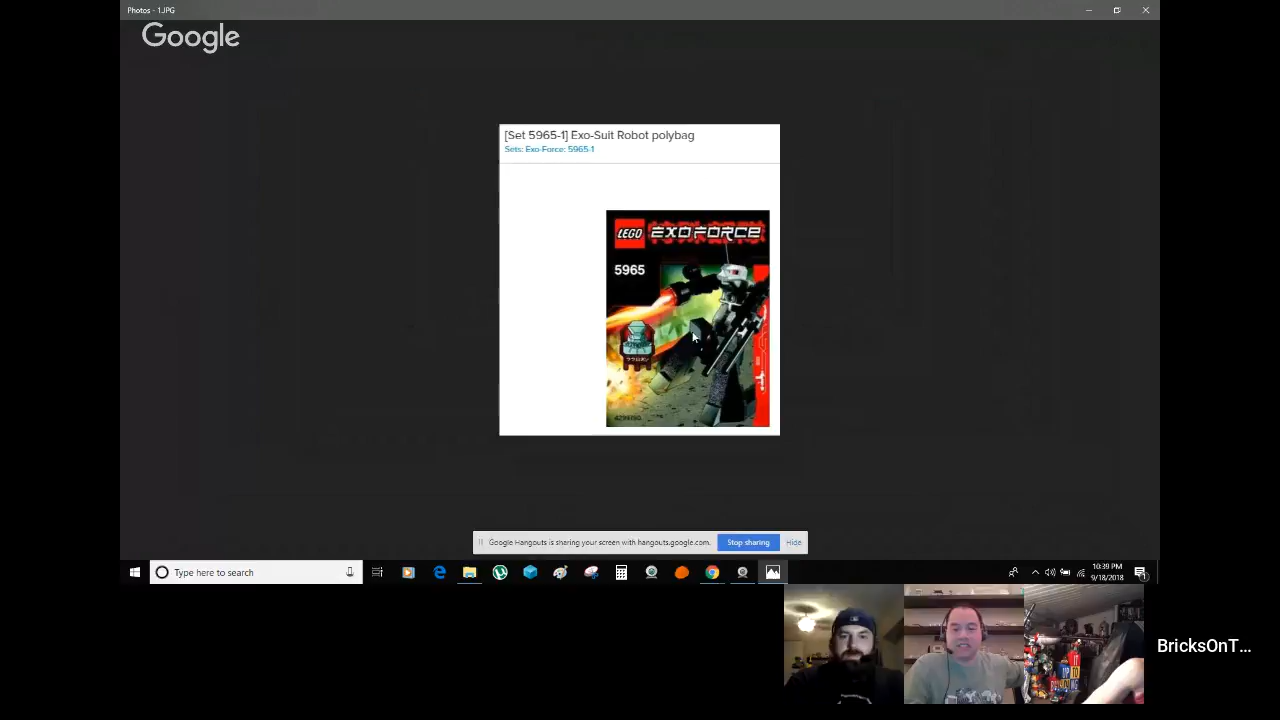 Photos - 1.JPG
Google
[Set 5965-1] Exo-Suit Robot polybag
Sets: Exo-Force: 5965-1
LEGO EXO FORCE
5965
Google Hangouts is sharing your screen with hangouts.google.com.
Stop sharing
Hide
Type here to search
10:39 PM
9/18/2018
BricksOnT...